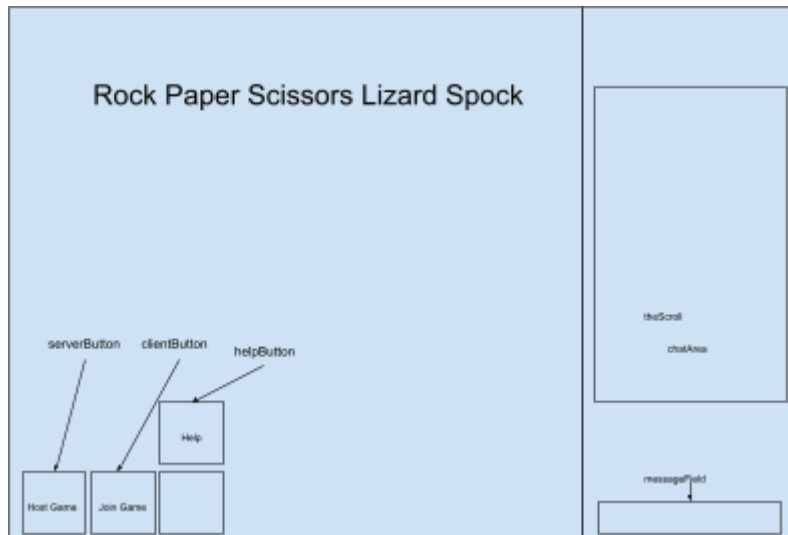 Rock Paper Scissors Lizard Spock
theScroll
chatArea
serverButton
clientButton
helpButton
Help
Host Game
Join Game
messageField